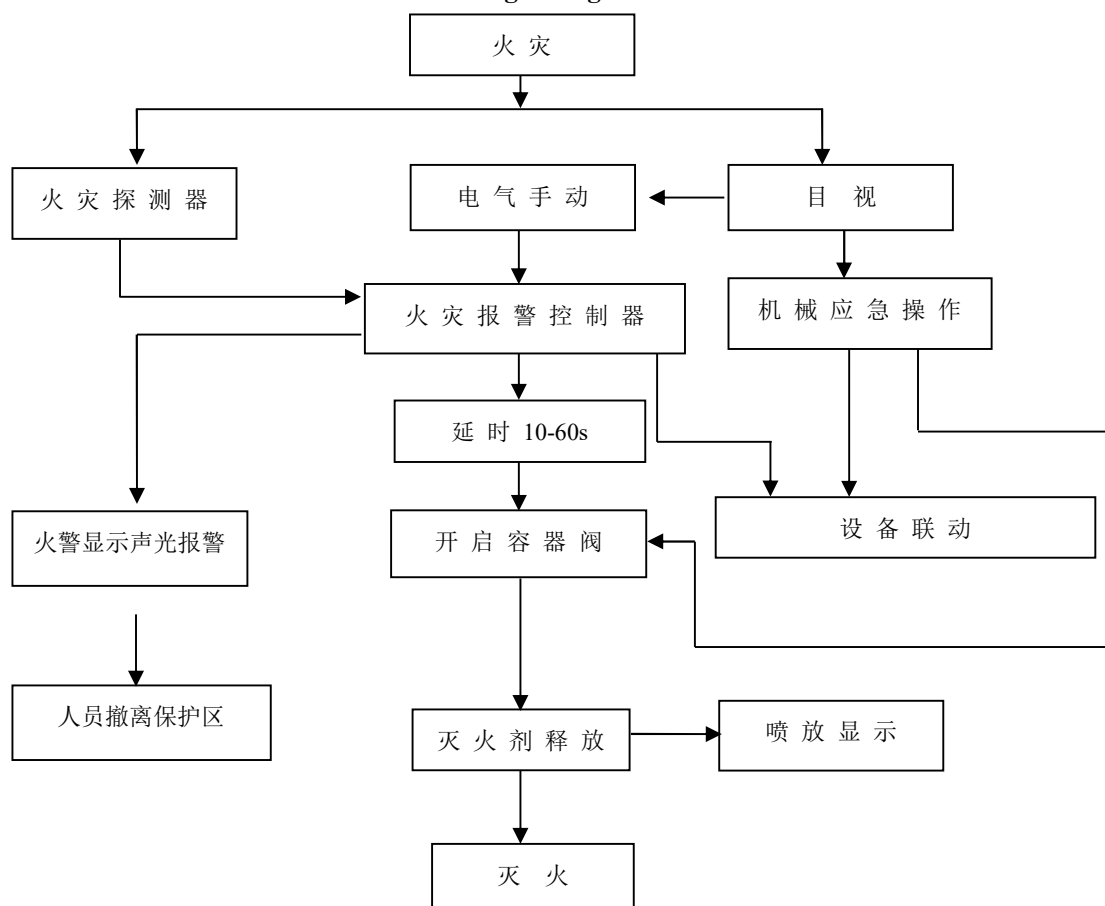 火 灾
火 灾 探 测 器
电 气 手 动
目 视
火 灾 报 警 控 制 器
机 械 应 急 操 作
延 时 10-60s
火警显示声光报警
开 启 容 器 阀
设 备 联 动
人员撤离保护区
灭 火 剂 释 放
喷 放 显 示
灭 火